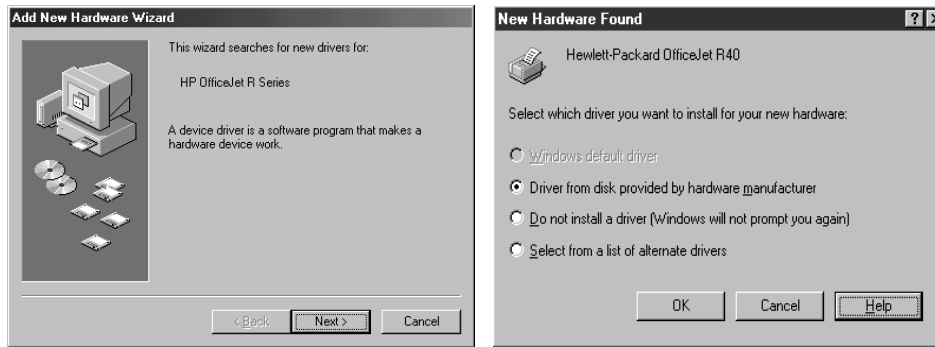 Add New Hardware Wizard
This wizard searches for new drivers for:
HP OfficeJet R Series
A device driver is a software program that makes a
hardware device work.
< Back
Next >
Cancel
New Hardware Found
Hewlett-Packard OfficeJet R40
Select which driver you want to install for your new hardware:
Windows default driver
Driver from disk provided by hardware manufacturer
Do not install a driver (Windows will not prompt you again)
Select from a list of alternate drivers
OK
Cancel
Help